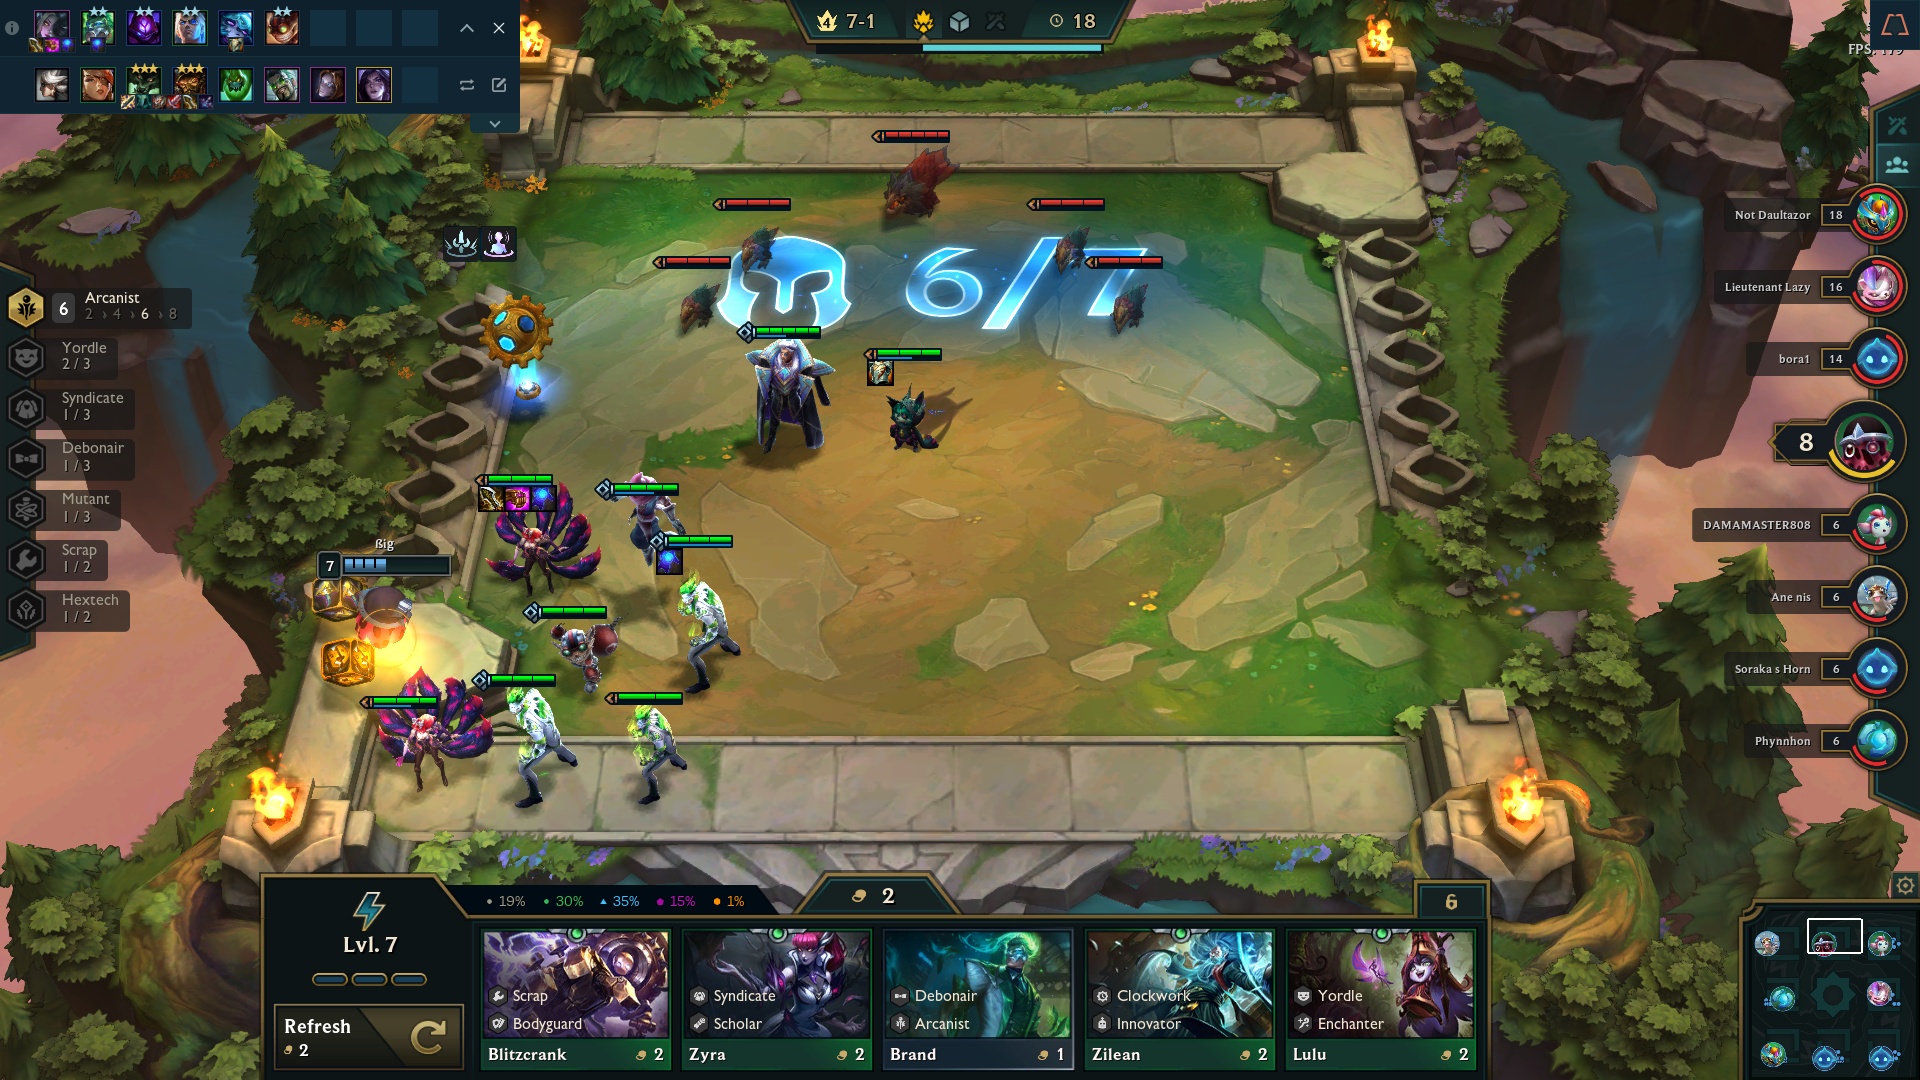 4 7-1
18
6/7
Arcanist
6
2 › 4 › 6 › 8
Yordle
2 / 3
Syndicate
1 / 3
Debonair
1 / 3
Mutant
1 / 3
Scrap
1 / 2
Hextech
1 / 2
ßig
7
Not Daultazor 18
Lieutenant Lazy 16
bora1 14
8
DAMAMASTER808 6
Ane nis 6
Soraka s Horn 6
Phynnhon 6
19% 30% 35% 15% 1%
2
6
Lvl. 7
Refresh
2
Scrap
Bodyguard
Blitzcrank 2
Syndicate
Scholar
Zyra 2
Debonair
Arcanist
Brand 1
Clockwork
Innovator
Zilean 2
Yordle
Enchanter
Lulu 2